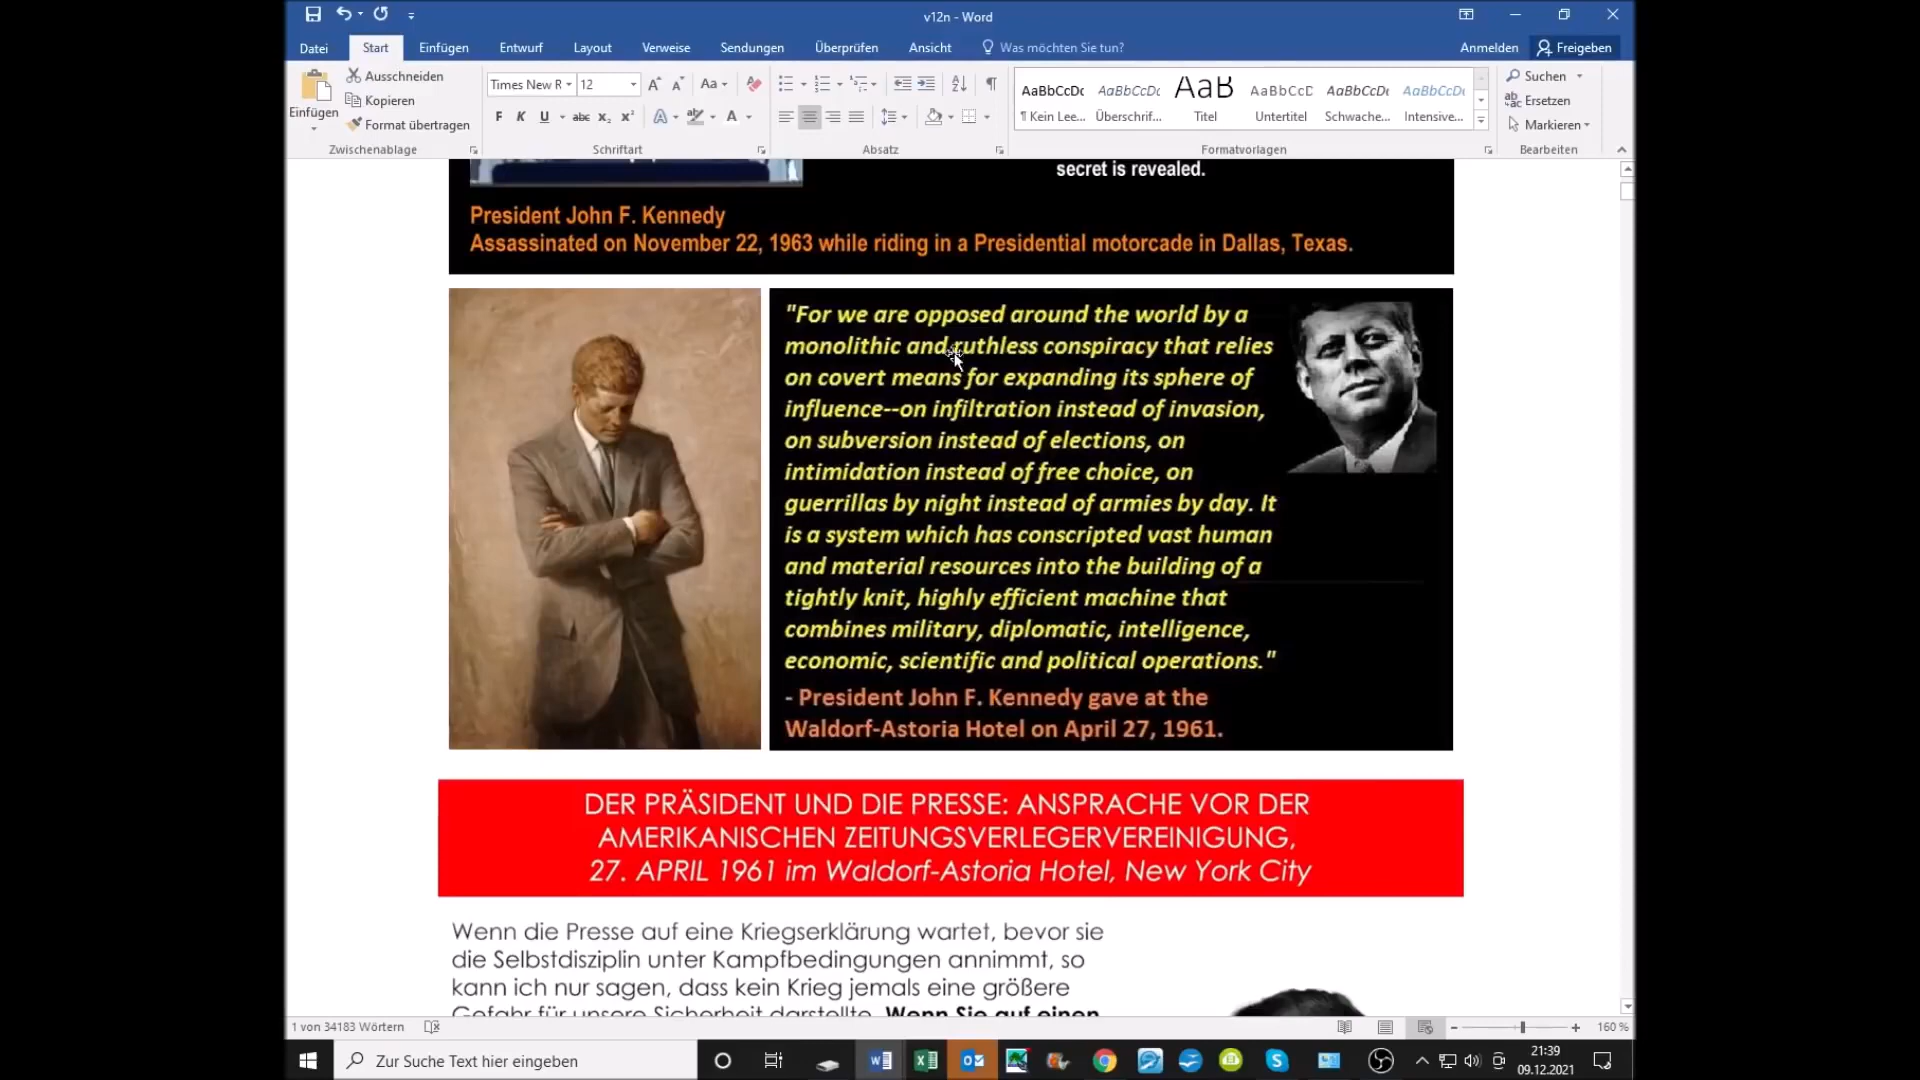 v12n - Word
Datei Start Einfügen Entwurf Layout Verweise Sendungen Überprüfen Ansicht Was möchten Sie tun? Anmelden Freigeben
Einfügen
Ausschneiden
Kopieren
Format übertragen
Zwischenablage
Times New R 12
Schriftart
Absatz
AaBbCcDc AaBbCcDc AaB AaBbCcD AaBbCcDc AaBbCcDc
¶ Kein Lee... Überschrif... Titel Untertitel Schwache... Intensive...
Formatvorlagen
Suchen
Ersetzen
Markieren
Bearbeiten
secret is revealed.
President John F. Kennedy
Assassinated on November 22, 1963 while riding in a Presidential motorcade in Dallas, Texas.
"For we are opposed around the world by a
monolithic and ruthless conspiracy that relies
on covert means for expanding its sphere of
influence--on infiltration instead of invasion,
on subversion instead of elections, on
intimidation instead of free choice, on
guerrillas by night instead of armies by day. It
is a system which has conscripted vast human
and material resources into the building of a
tightly knit, highly efficient machine that
combines military, diplomatic, intelligence,
economic, scientific and political operations."
- President John F. Kennedy gave at the
Waldorf-Astoria Hotel on April 27, 1961.
DER PRÄSIDENT UND DIE PRESSE: ANSPRACHE VOR DER
AMERIKANISCHEN ZEITUNGSVERLEGERVEREINIGUNG,
27. APRIL 1961 im Waldorf-Astoria Hotel, New York City
Wenn die Presse auf eine Kriegserklärung wartet, bevor sie
die Selbstdisziplin unter Kampfbedingungen annimmt, so
kann ich nur sagen, dass kein Krieg jemals eine größere
Gefahr für unsere Sicherheit darstellte. Wenn Sie auf einen
1 von 34183 Wörtern
160 %
Zur Suche Text hier eingeben
21:39
09.12.2021